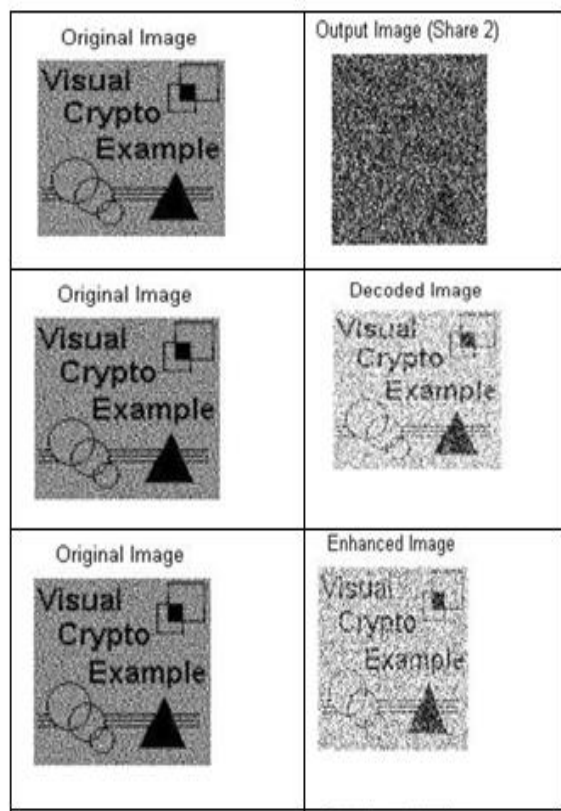 Original Image
Visual
Crypto
Example
Output Image (Share 2)
Original Image
Visual
Crypto
Example
Decoded Image
Visual
Crypto
Example
Original Image
Visual
Crypto
Example
Enhanced Image
Visual
Crypto
Example